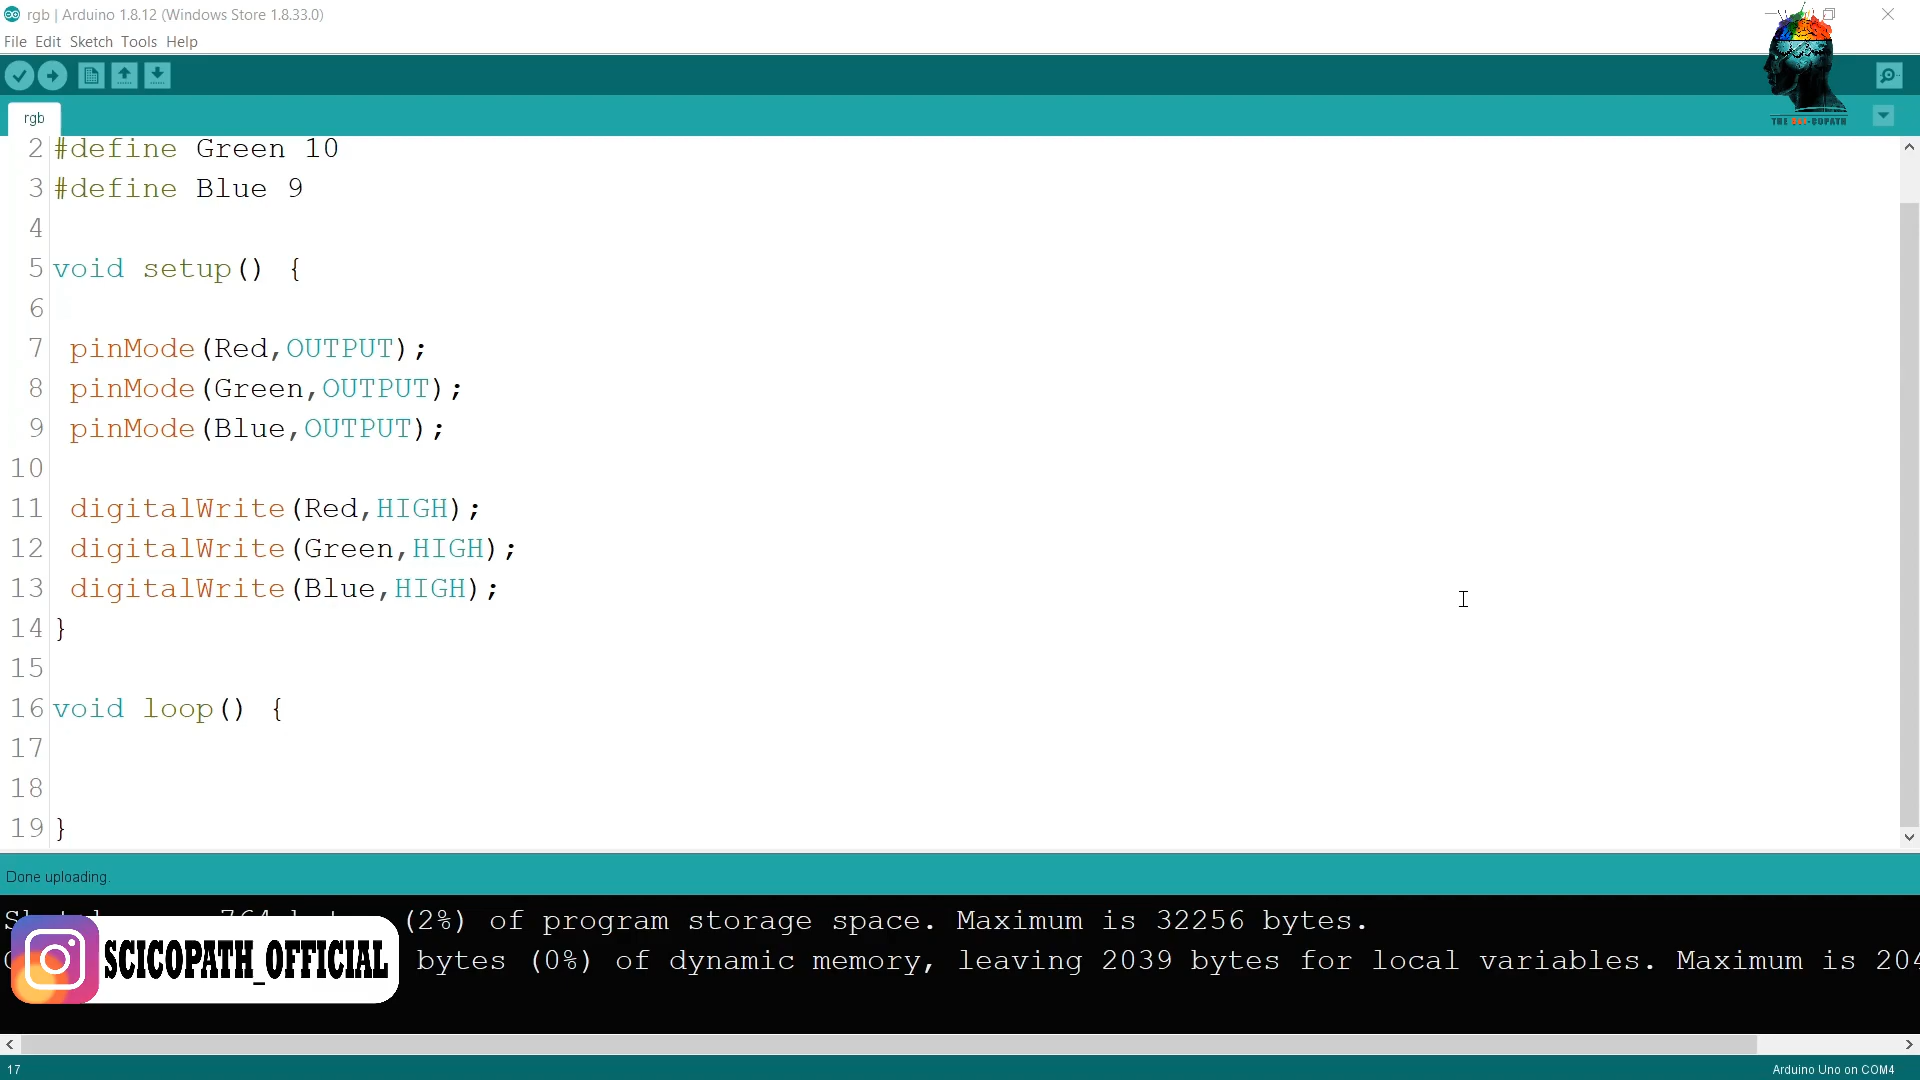 rgb | Arduino 1.8.12 (Windows Store 1.8.33.0)
File Edit Sketch Tools Help
THE SCI-COPATH
rgb
2 #define Green 10
3 #define Blue 9
4
5 void setup() {
6
7 pinMode(Red,OUTPUT);
8 pinMode(Green,OUTPUT);
9 pinMode(Blue,OUTPUT);
10
11 digitalWrite(Red,HIGH);
12 digitalWrite(Green,HIGH);
13 digitalWrite(Blue,HIGH);
14 }
15
16 void loop() {
17
18
19 }
Done uploading.
(2%) of program storage space. Maximum is 32256 bytes.
bytes (0%) of dynamic memory, leaving 2039 bytes for local variables. Maximum is 204
SCICOPATH_OFFICIAL
17
Arduino Uno on COM4